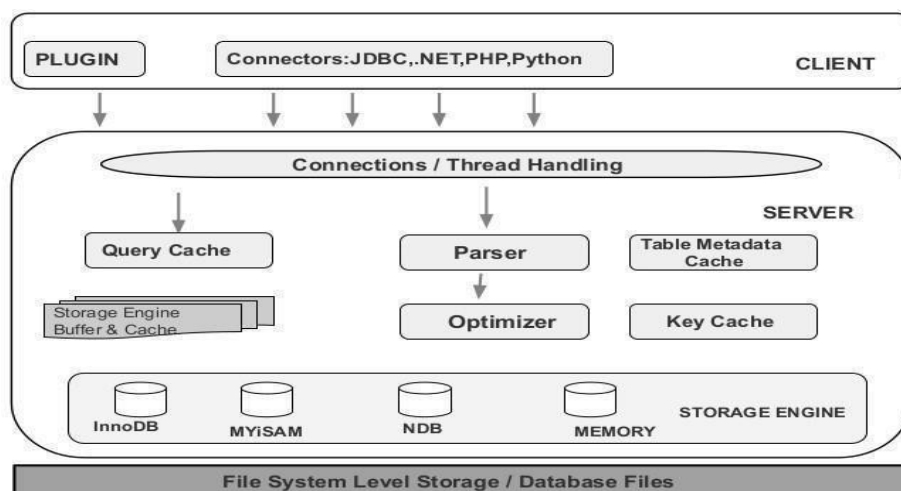 PLUGIN
Connectors:JDBC,.NET,PHP,Python
CLIENT
Connections / Thread Handling
SERVER
Query Cache
Parser
Table Metadata
Cache
Storage Engine
Buffer & Cache
Optimizer
Key Cache
InnoDB
MYiSAM
NDB
MEMORY
STORAGE ENGINE
File System Level Storage / Database Files